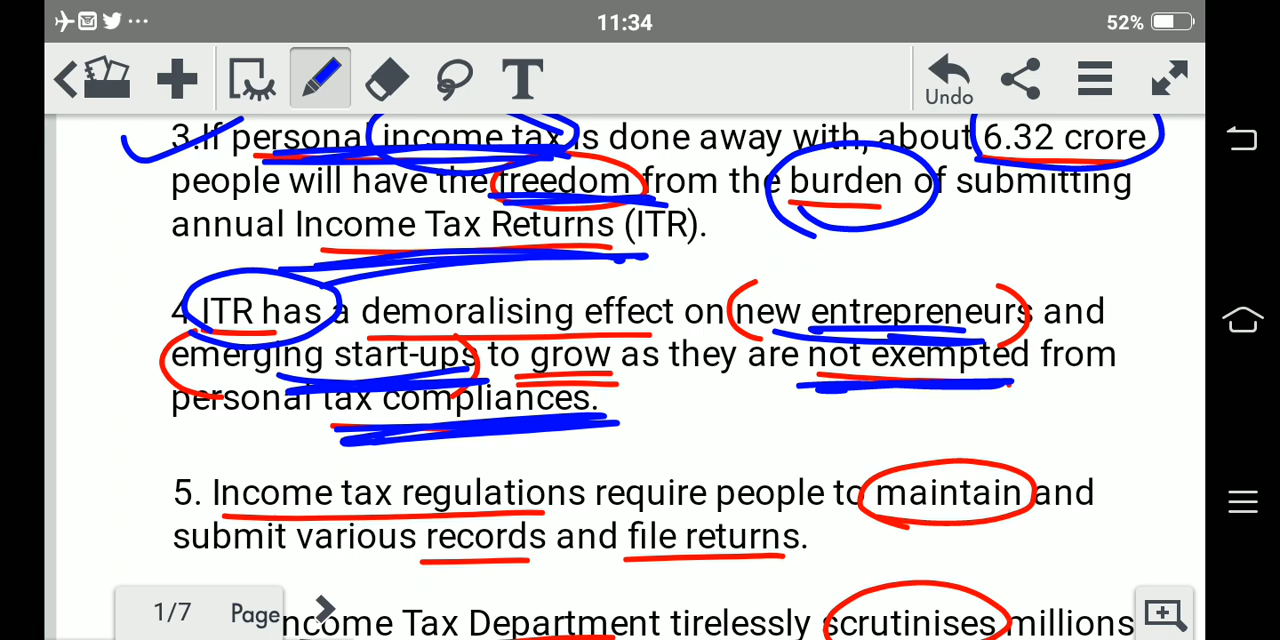 11:34
52%
Undo
3.If personal income tax is done away with, about 6.32 crore
people will have the freedom from the burden of submitting
annual Income Tax Returns (ITR).
4 ITR has a demoralising effect on new entrepreneurs and
emerging start-ups to grow as they are not exempted from
personal tax compliances.
5. Income tax regulations require people to maintain and
submit various records and file returns.
ncome Tax Department tirelessly scrutinises millions
1/7 Page